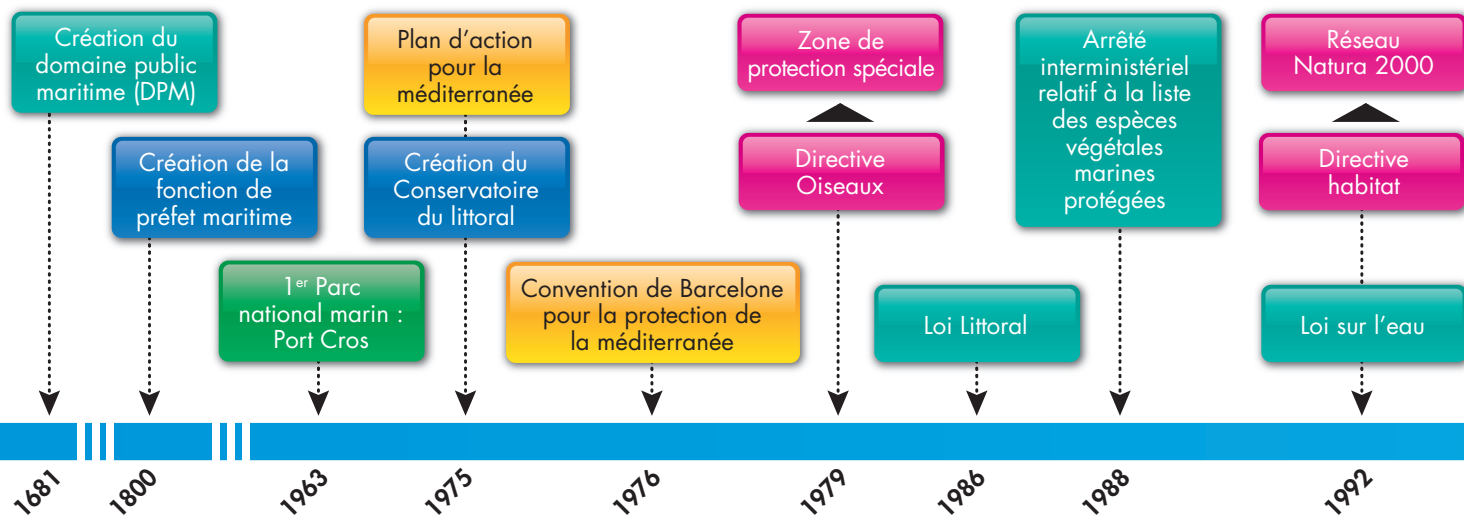 Création du
domaine public
maritime (DPM)
Création de la
fonction de
préfet maritime
1er Parc
national marin :
Port Cros
Plan d’action
pour la
méditerranée
Création du
Conservatoire
du littoral
Convention de Barcelone
pour la protection de
la méditerranée
Zone de
protection spéciale
Directive
Oiseaux
Loi Littoral
Arrêté
interministériel
relatif à la liste
des espèces
végétales
marines
protégées
Réseau
Natura 2000
Directive
habitat
Loi sur l’eau
1681
1800
1963
1975
1976
1979
1986
1988
1992